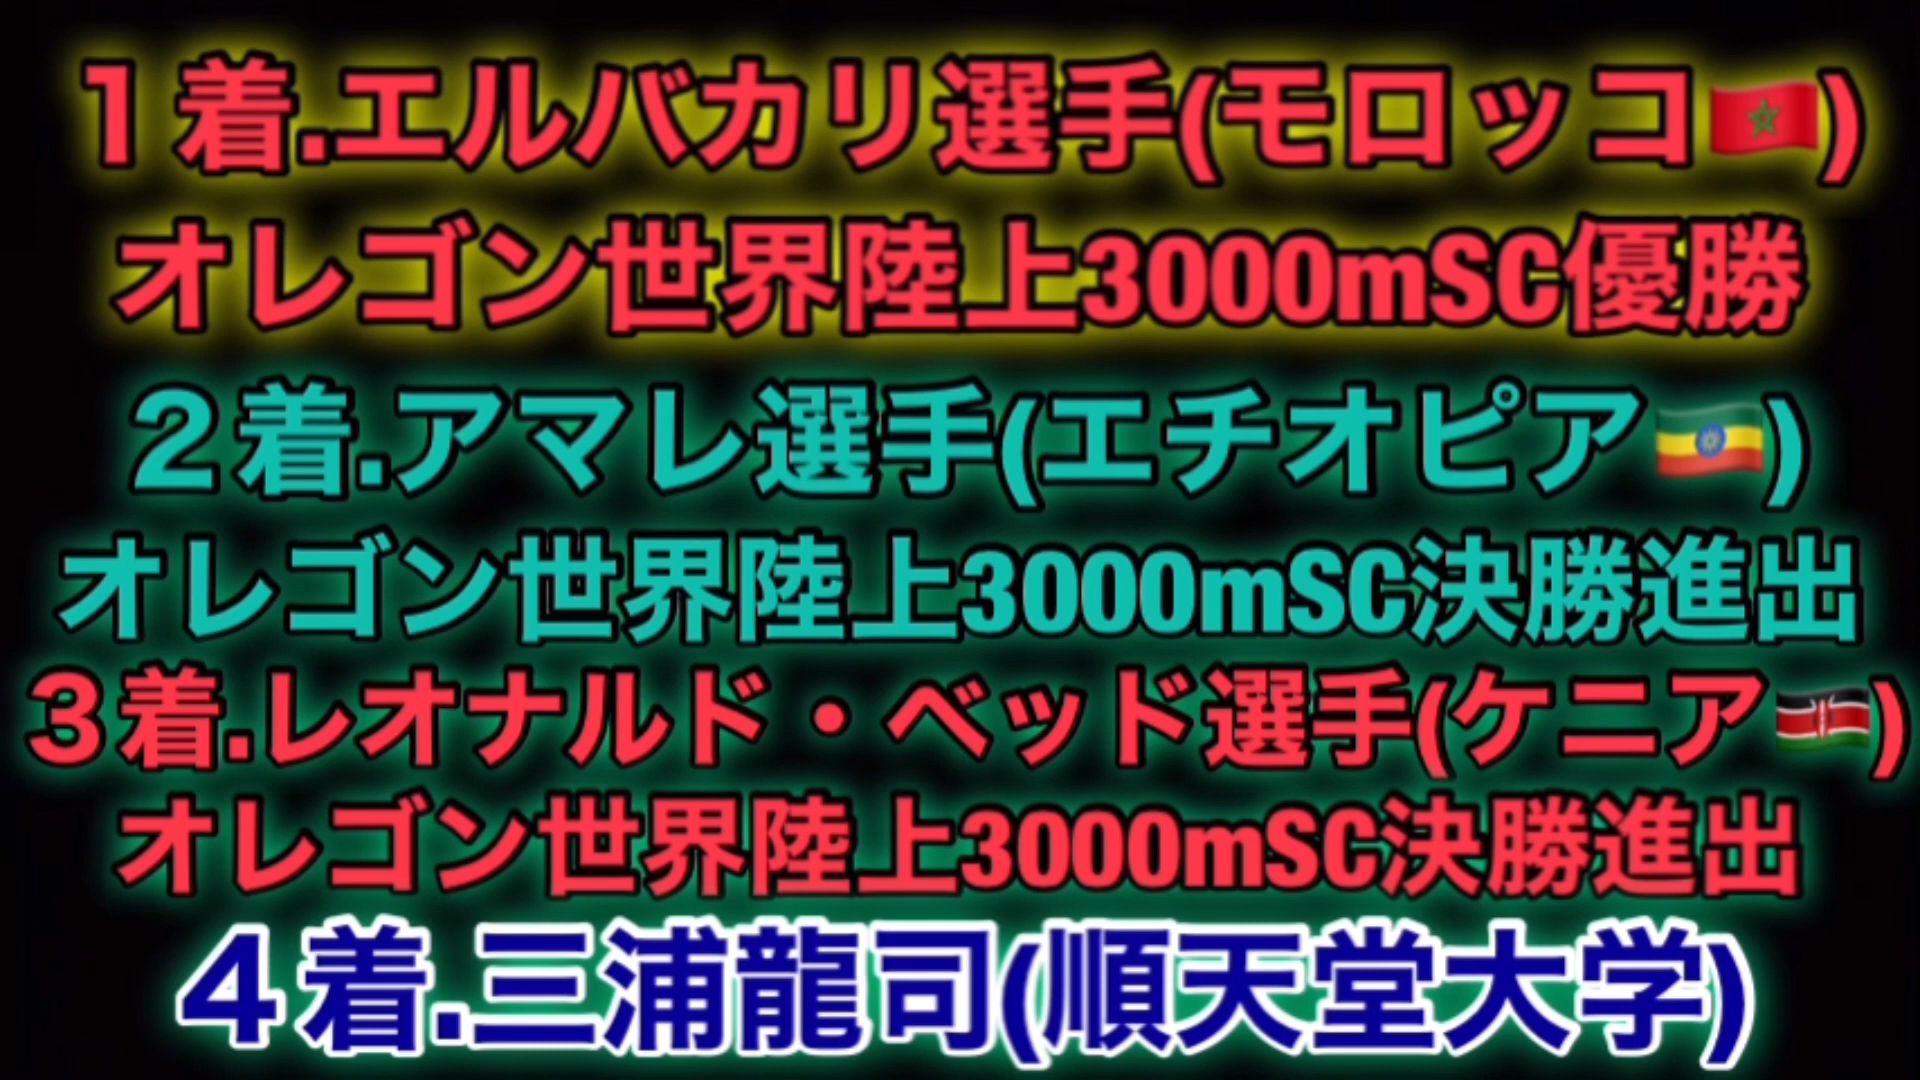 １着.エルバカリ選手(モロッコ🇲🇦)
オレゴン世界陸上3000mSC優勝
２着.アマレ選手(エチオピア🇪🇹)
オレゴン世界陸上3000mSC決勝進出
３着.レオナルド・ベッド選手(ケニア🇰🇪)
オレゴン世界陸上3000mSC決勝進出
４着.三浦龍司(順天堂大学)